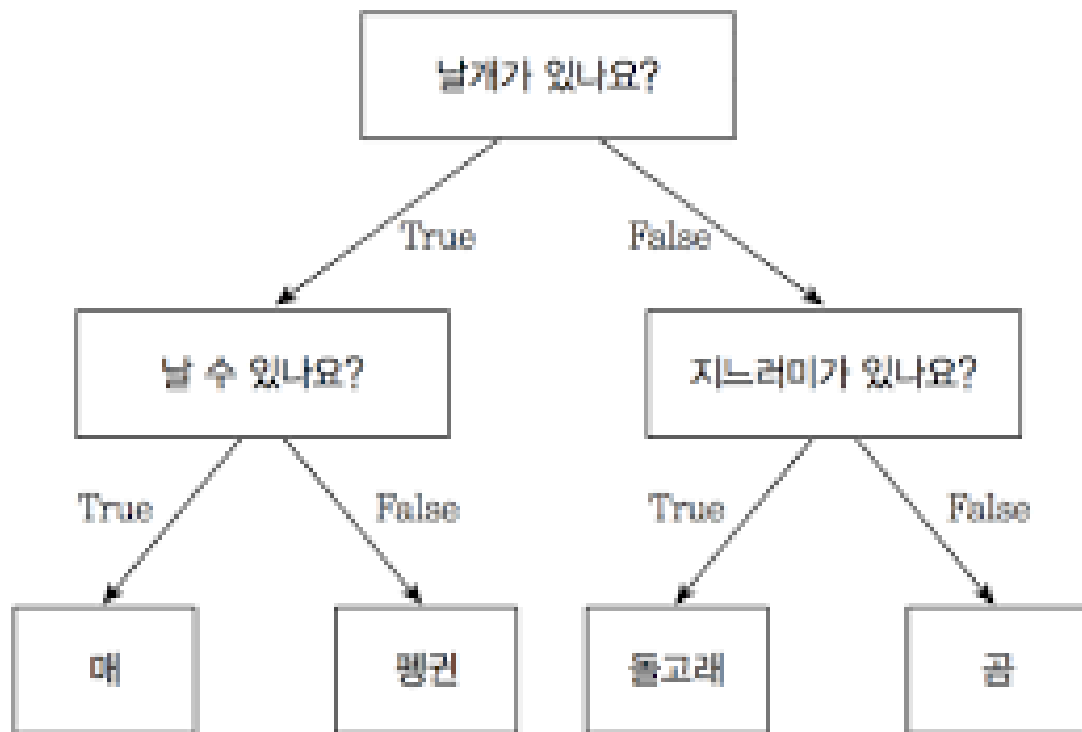 날개가 있나요?
True
False
날 수 있나요?
지느러미가 있나요?
True
False
True
False
매
펭귄
돌고래
곰